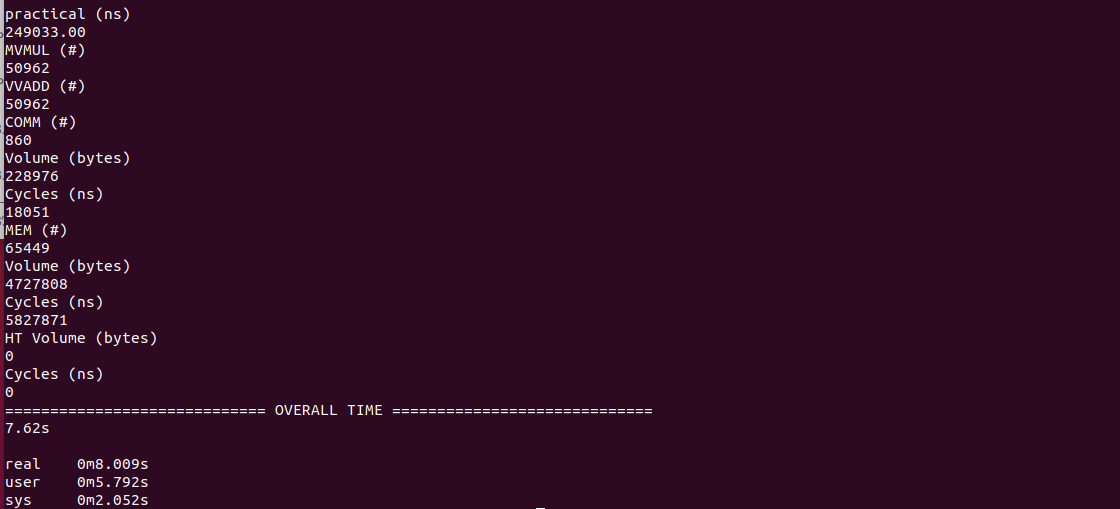 practical (ns)
249033.00
MVMUL (#)
50962
VVADD (#)
50962
COMM (#)
860
Volume (bytes)
228976
Cycles (ns)
18051
MEM (#)
65449
Volume (bytes)
4727808
Cycles (ns)
5827871
HT Volume (bytes)
0
Cycles (ns)
0
============================= OVERALL TIME =============================
7.62s
real    0m8.009s
user    0m5.792s
sys     0m2.052s